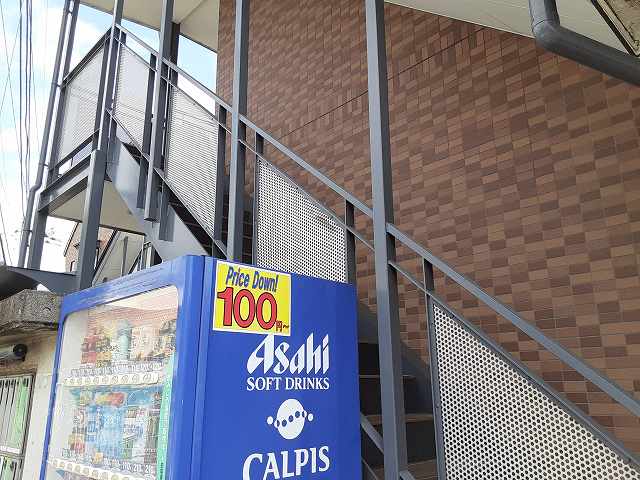 Price Down!
100円~
Asahi
SOFT DRINKS
CALPIS